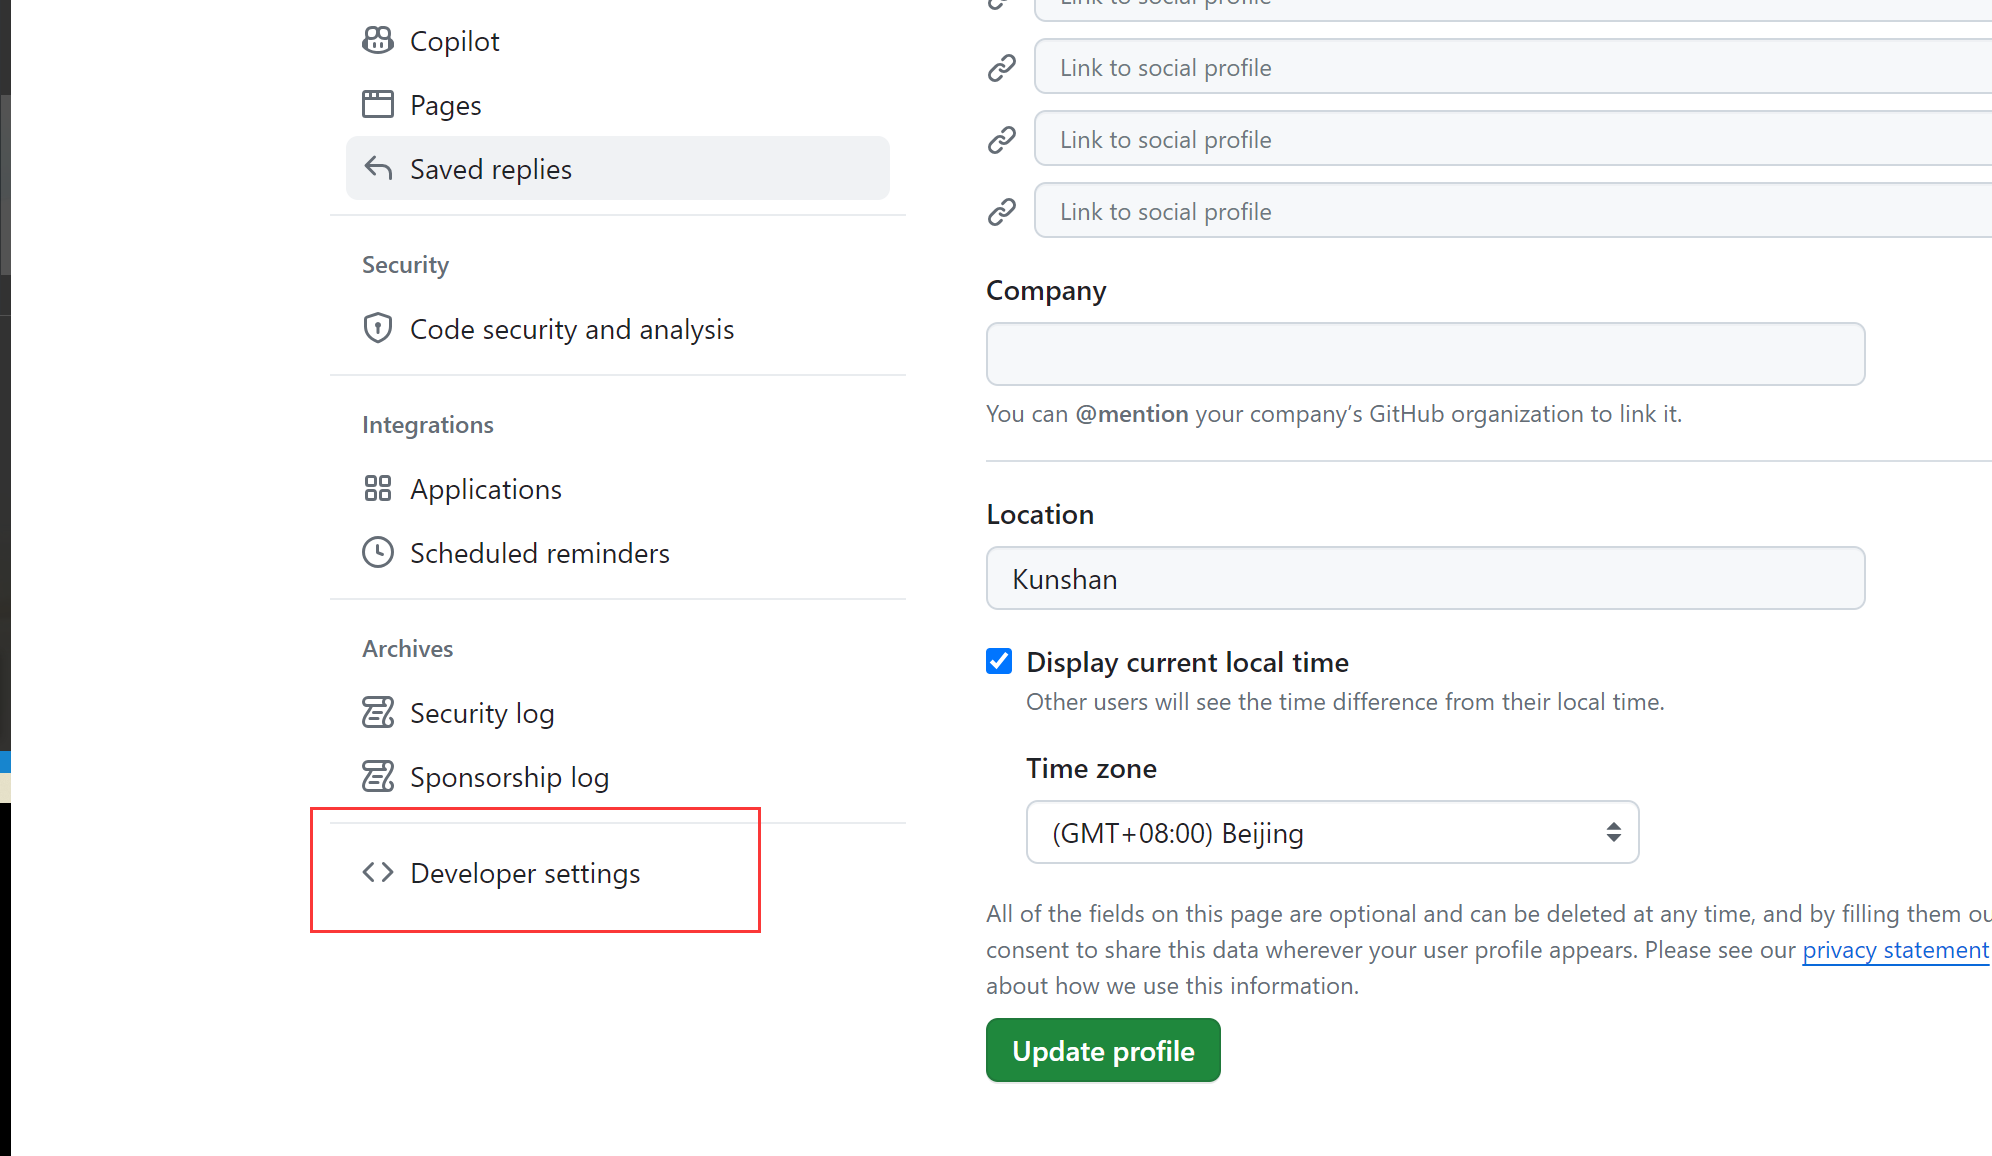 Copilot
Pages
Saved replies
Security
Code security and analysis
Integrations
Applications
Scheduled reminders
Archives
Security log
Sponsorship log
Developer settings
Link to social profile
Link to social profile
Link to social profile
Link to social profile
Company
You can @mention your company’s GitHub organization to link it.
Location
Kunshan
Display current local time
Other users will see the time difference from their local time.
Time zone
(GMT+08:00) Beijing
All of the fields on this page are optional and can be deleted at any time, and by filling them ou
consent to share this data wherever your user profile appears. Please see our privacy statement
about how we use this information.
Update profile